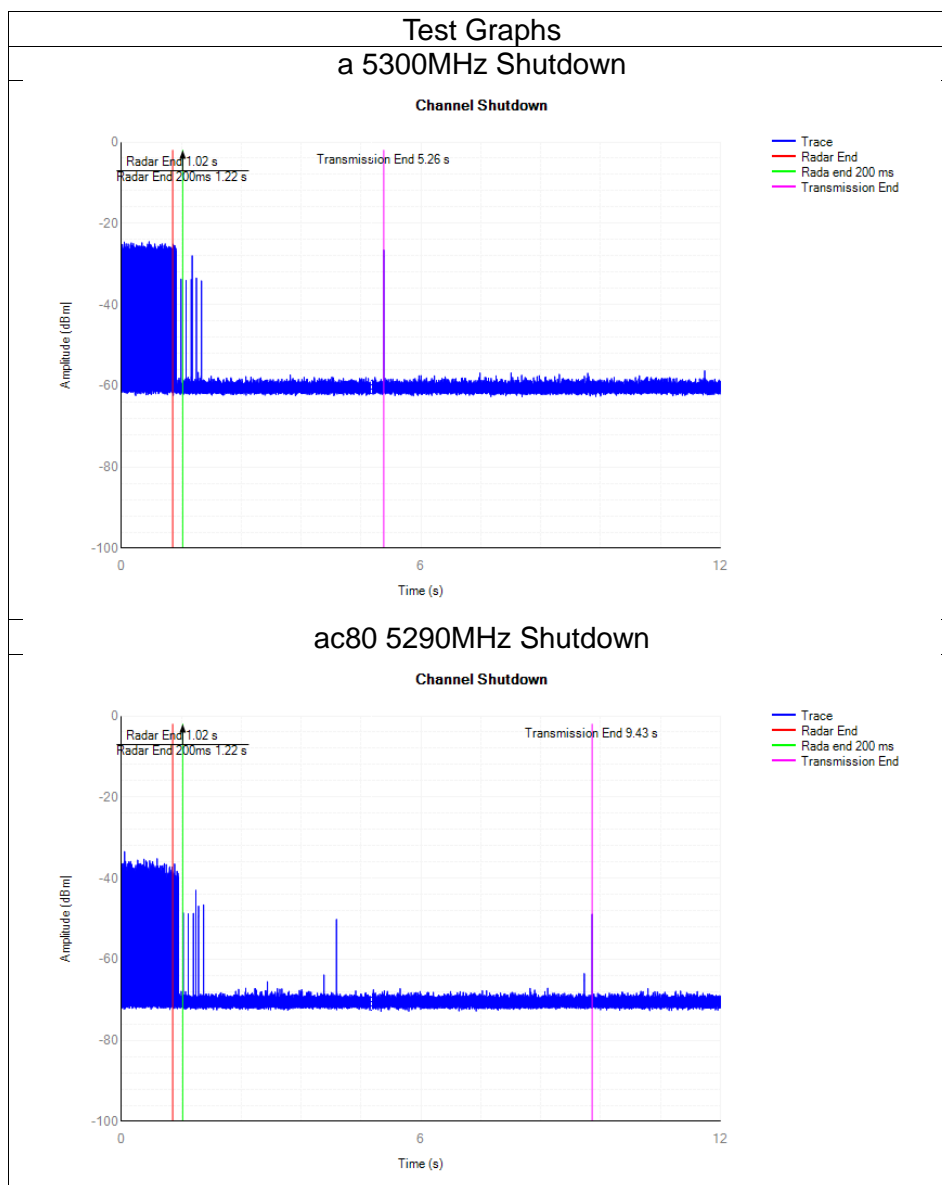 Test Graphs
a 5300MHz Shutdown
Channel Shutdown
0
-20
-40
-60
-80
-100
Amplitude (dBm)
Radar End 1.02 s
Radar End 200ms 1.22 s
Transmission End 5.26 s
Trace
Radar End
Rada end 200 ms
Transmission End
0
6
12
Time (s)
ac80 5290MHz Shutdown
Channel Shutdown
0
-20
-40
-60
-80
-100
Amplitude (dBm)
Radar End 1.02 s
Radar End 200ms 1.22 s
Transmission End 9.43 s
Trace
Radar End
Rada end 200 ms
Transmission End
0
6
12
Time (s)